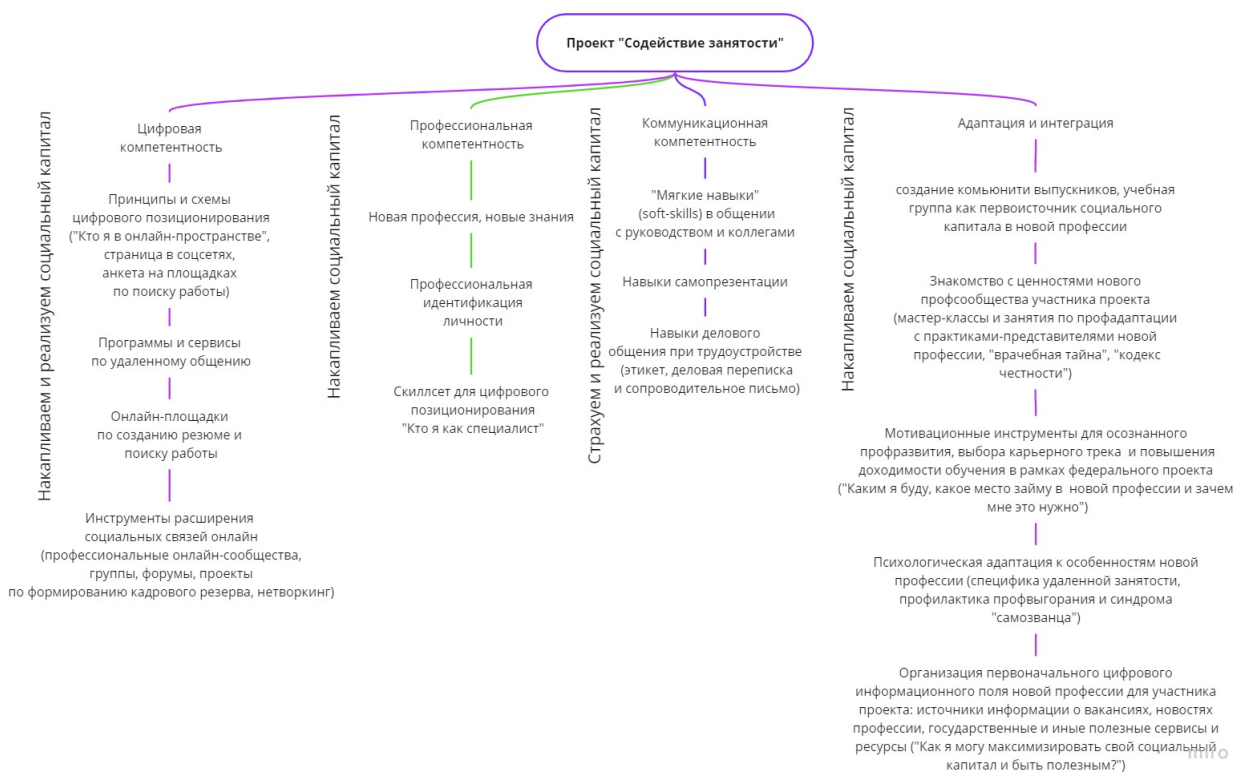 Проект "Содействие занятости"
Накапливаем и реализуем социальный капитал
Цифровая
компетентность
Принципы и схемы
цифрового позиционирования
("Кто я в онлайн-пространстве",
страница в соцсетях,
анкета на площадках
по поиску работы)
Программы и сервисы
по удаленному общению
Онлайн-площадки
по созданию резюме и
поиску работы
Инструменты расширения
социальных связей онлайн
(профессиональные онлайн-сообщества,
группы, форумы, проекты
по формированию кадрового резерва, нетворкинг)
Накапливаем социальный капитал
Профессиональная
компетентность
Новая профессия, новые знания
Профессиональная
идентификация
личности
Скиллсет для цифрового
позиционирования
"Кто я как специалист"
Страхуем и реализуем социальный капитал
Коммуникационная
компетентность
"Мягкие навыки"
(soft-skills) в общении
с руководством и коллегами
Навыки самопрезентации
Навыки делового
общения при трудоустройстве
(этикет, деловая переписка
и сопроводительное письмо)
Накапливаем социальный капитал
Адаптация и интеграция
создание комьюнити выпускников, учебная
группа как первоисточник социального
капитала в новой профессии
Знакомство с ценностями нового
профсообщества участника проекта
(мастер-классы и занятия по профадаптации
с практиками-представителями новой
профессии, "врачебная тайна", "кодекс
честности")
Мотивационные инструменты для осознанного
профразвития, выбора карьерного трека и повышения
доходимости обучения в рамках федерального проекта
("Каким я буду, какое место займу в новой профессии и зачем
мне это нужно")
Психологическая адаптация к особенностям новой
профессии (специфика удаленной занятости,
профилактика профвыгорания и синдрома
"самозванца")
Организация первоначального цифрового
информационного поля новой профессии для участника
проекта: источники информации о вакансиях, новостях
профессии, государственные и иные полезные сервисы и
ресурсы ("Как я могу максимизировать свой социальный
капитал и быть полезным?")
miro